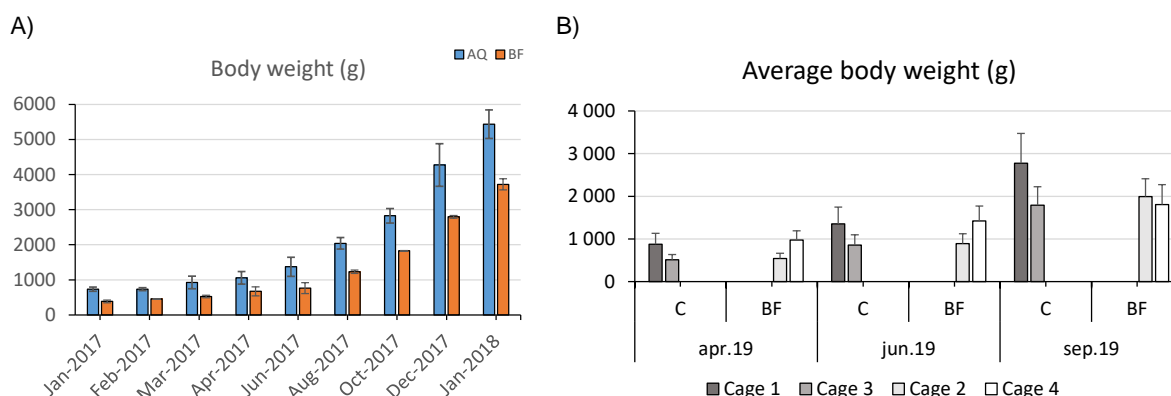 A)
AQ BF
Body weight (g)
6000
5000
4000
3000
2000
1000
0
Jan-2017
Feb-2017
Mar-2017
Apr-2017
Jun-2017
Aug-2017
Oct-2017
Dec-2017
Jan-2018
B)
Average body weight (g)
4 000
3 000
2 000
1 000
0
C BF C BF C BF
apr.19 jun.19 sep.19
Cage 1 Cage 3 Cage 2 Cage 4